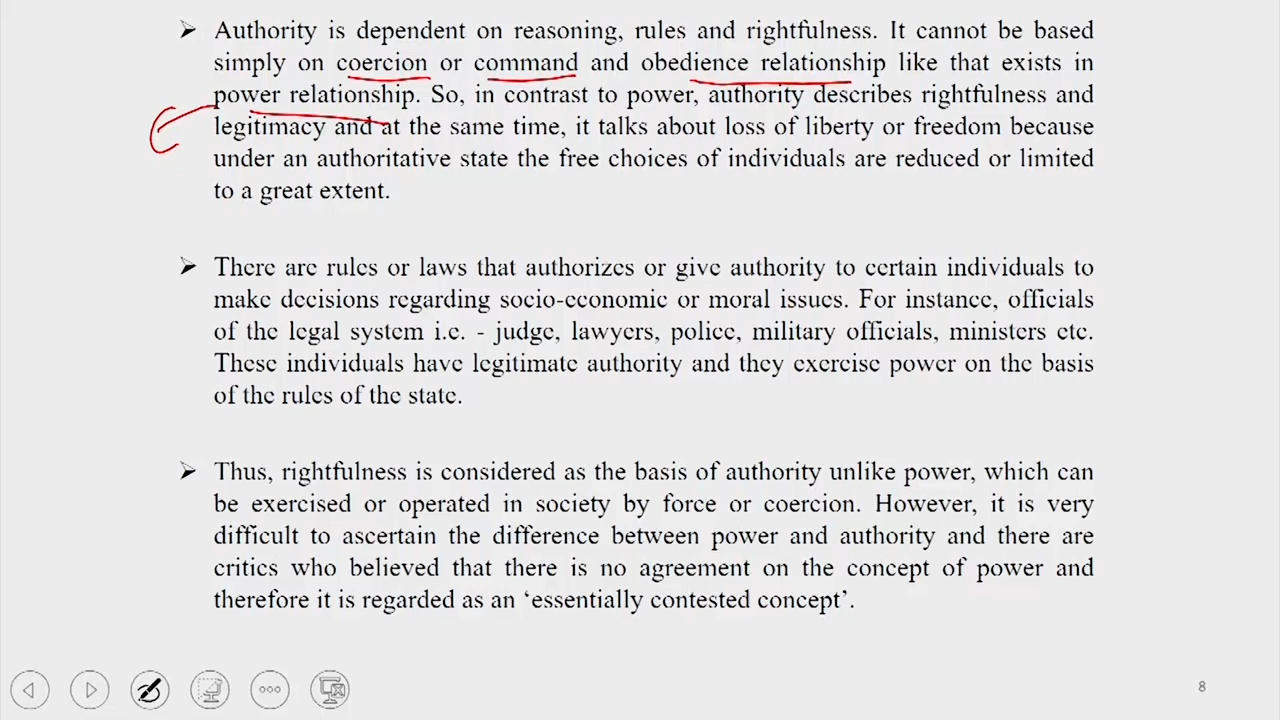 ➢ Authority is dependent on reasoning, rules and rightfulness. It cannot be based
simply on coercion or command and obedience relationship like that exists in
power relationship. So, in contrast to power, authority describes rightfulness and
legitimacy and at the same time, it talks about loss of liberty or freedom because
under an authoritative state the free choices of individuals are reduced or limited
to a great extent.
➢ There are rules or laws that authorizes or give authority to certain individuals to
make decisions regarding socio-economic or moral issues. For instance, officials
of the legal system i.e. - judge, lawyers, police, military officials, ministers etc.
These individuals have legitimate authority and they exercise power on the basis
of the rules of the state.
➢ Thus, rightfulness is considered as the basis of authority unlike power, which can
be exercised or operated in society by force or coercion. However, it is very
difficult to ascertain the difference between power and authority and there are
critics who believed that there is no agreement on the concept of power and
therefore it is regarded as an ‘essentially contested concept’.
8